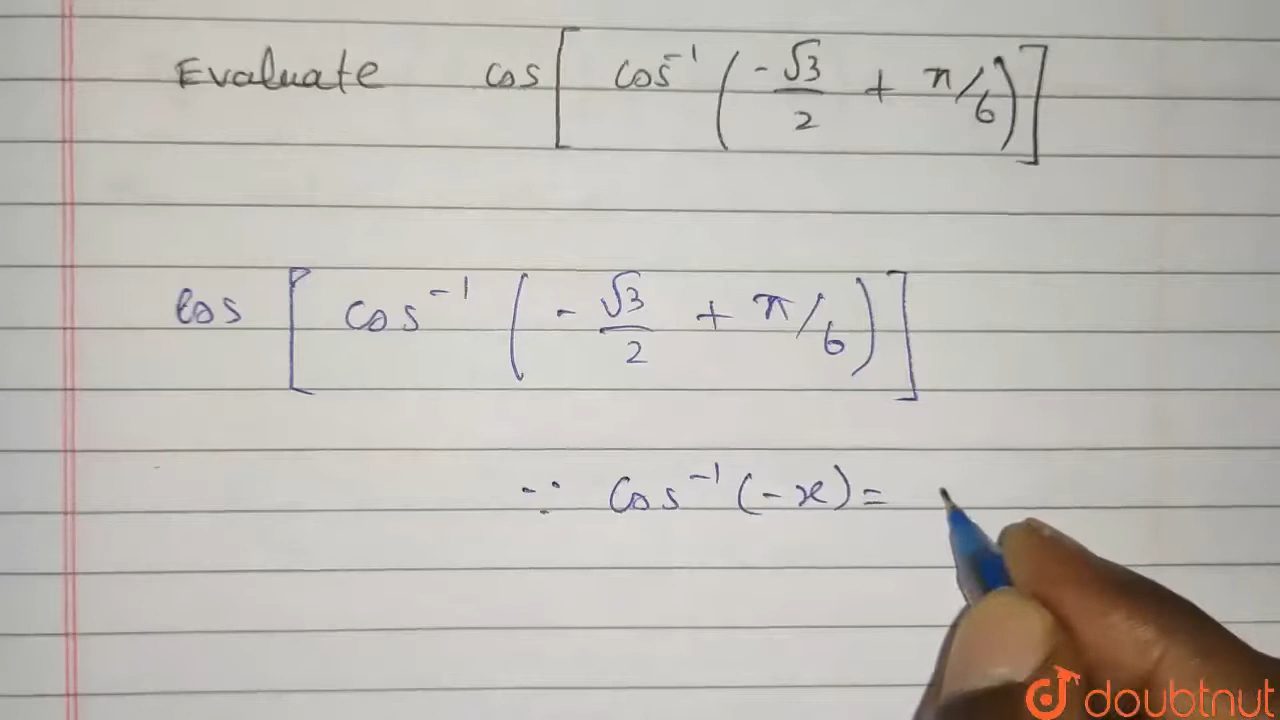 Evaluate cos[ cos⁻¹ (-√3/2 + π/6)]
cos [ cos⁻¹ (-√3/2 + π/6)]
∵ cos⁻¹(-x) =
doubtnut